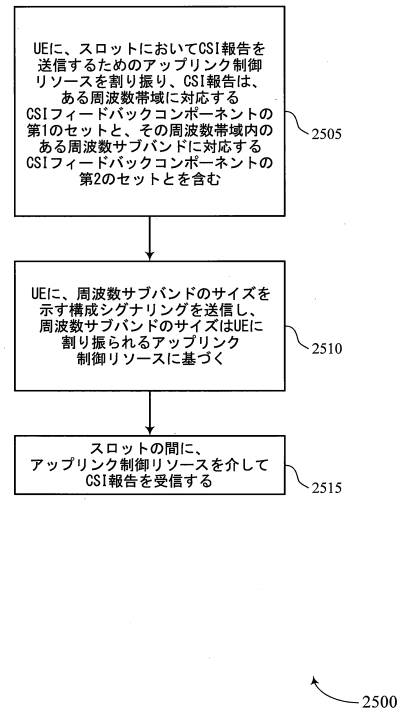 UEに、スロットにおいてCSI報告を
送信するためのアップリンク制御
リソースを割り振り、CSI報告は、
ある周波数帯域に対応する
CSIフィードバックコンポーネントの
第1のセットと、その周波数帯域内の
ある周波数サブバンドに対応する
CSIフィードバックコンポーネントの
第2のセットとを含む
2505
UEに、周波数サブバンドのサイズを
示す構成シグナリングを送信し、
周波数サブバンドのサイズはUEに
割り振られるアップリンク
制御リソースに基づく
2510
スロットの間に、
アップリンク制御リソースを介して
CSI報告を受信する
2515
2500